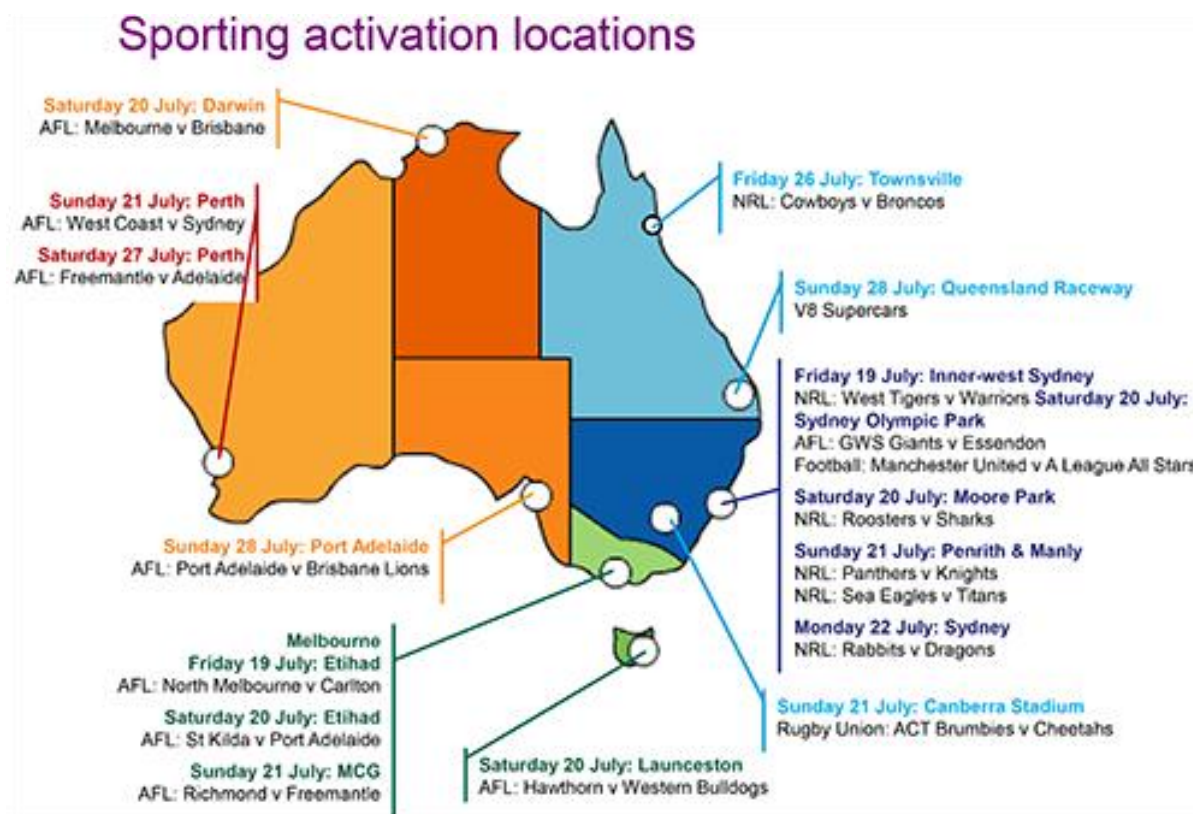 Sporting activation locations
Saturday 20 July: Darwin
AFL: Melbourne v Brisbane
Sunday 21 July: Perth
AFL: West Coast v Sydney
Saturday 27 July: Perth
AFL: Freemantle v Adelaide
Friday 26 July: Townsville
NRL: Cowboys v Broncos
Sunday 28 July: Queensland Raceway
V8 Supercars
Friday 19 July: Inner-west Sydney
NRL: West Tigers v Warriors Saturday 20 July:
Sydney Olympic Park
AFL: GWS Giants v Essendon
Football: Manchester United v A League All Stars
Saturday 20 July: Moore Park
NRL: Roosters v Sharks
Sunday 21 July: Penrith & Manly
NRL: Panthers v Knights
NRL: Sea Eagles v Titans
Monday 22 July: Sydney
NRL: Rabbits v Dragons
Sunday 28 July: Port Adelaide
AFL: Port Adelaide v Brisbane Lions
Melbourne
Friday 19 July: Etihad
AFL: North Melbourne v Carlton
Saturday 20 July: Etihad
AFL: St Kilda v Port Adelaide
Sunday 21 July: MCG
AFL: Richmond v Freemantle
Saturday 20 July: Launceston
AFL: Hawthorn v Western Bulldogs
Sunday 21 July: Canberra Stadium
Rugby Union: ACT Brumbies v Cheetahs